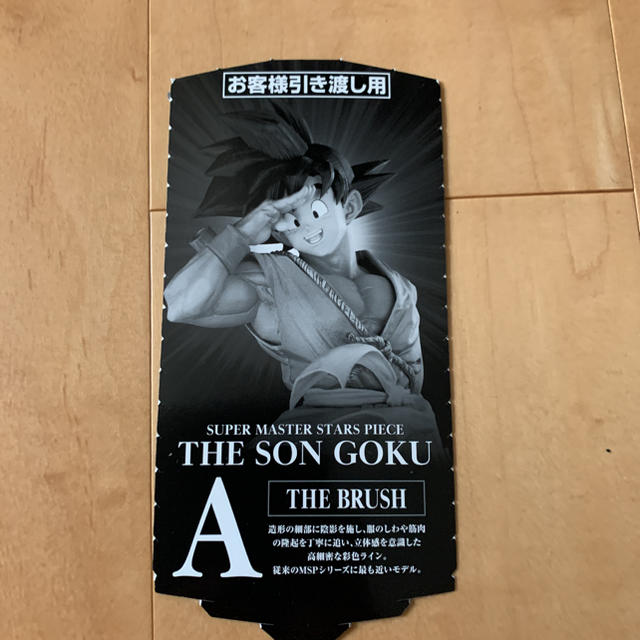 お客様引き渡し用
SUPER MASTER STARS PIECE
THE SON GOKU
A
THE BRUSH
造形の細部に陰影を施し、服のしわや筋肉
の隆起を丁寧に追い、立体感を意識した
高細密な彩色ライン。
従来のMSPシリーズに最も近いモデル。